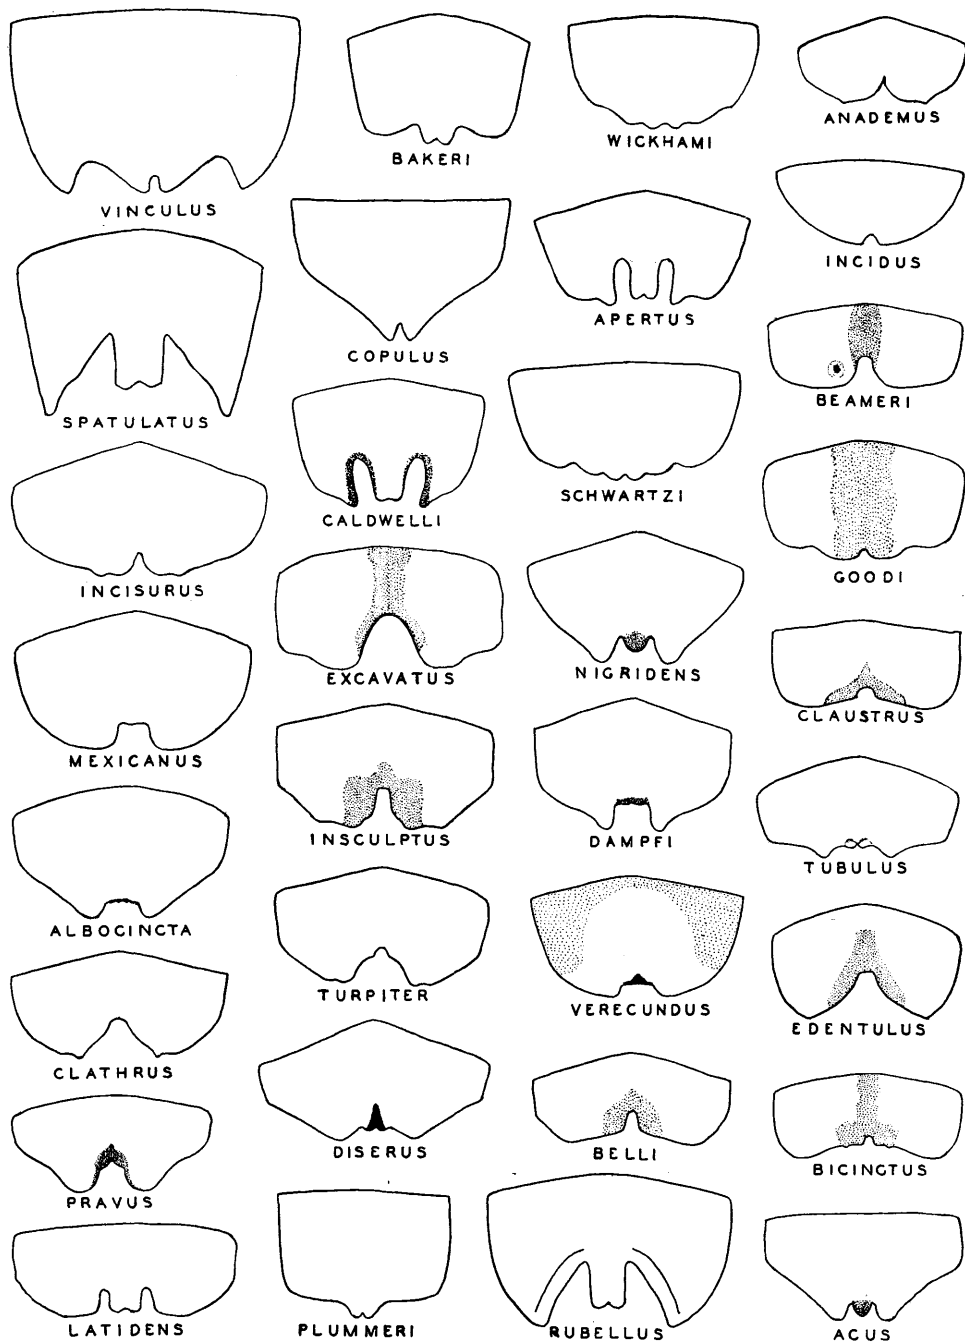 VINCULUS
BAKERI
WICKHAMI
ANADEMUS
SPATULATUS
COPULUS
APERTUS
INCIDUS
BEAMERI
INCISURUS
CALDWELLI
SCHWARTZI
GOODI
MEXICANUS
EXCAVATUS
NIGRIDENS
CLAUSTRUS
ALBOCINCTA
INSCULPTUS
DAMPFI
TUBULUS
CLATHRUS
TURPITER
VERECUNDUS
EDENTULUS
PRAVUS
DISERUS
BELLI
BICINCTUS
LATIDENS
PLUMMERI
RUBELLUS
ACUS